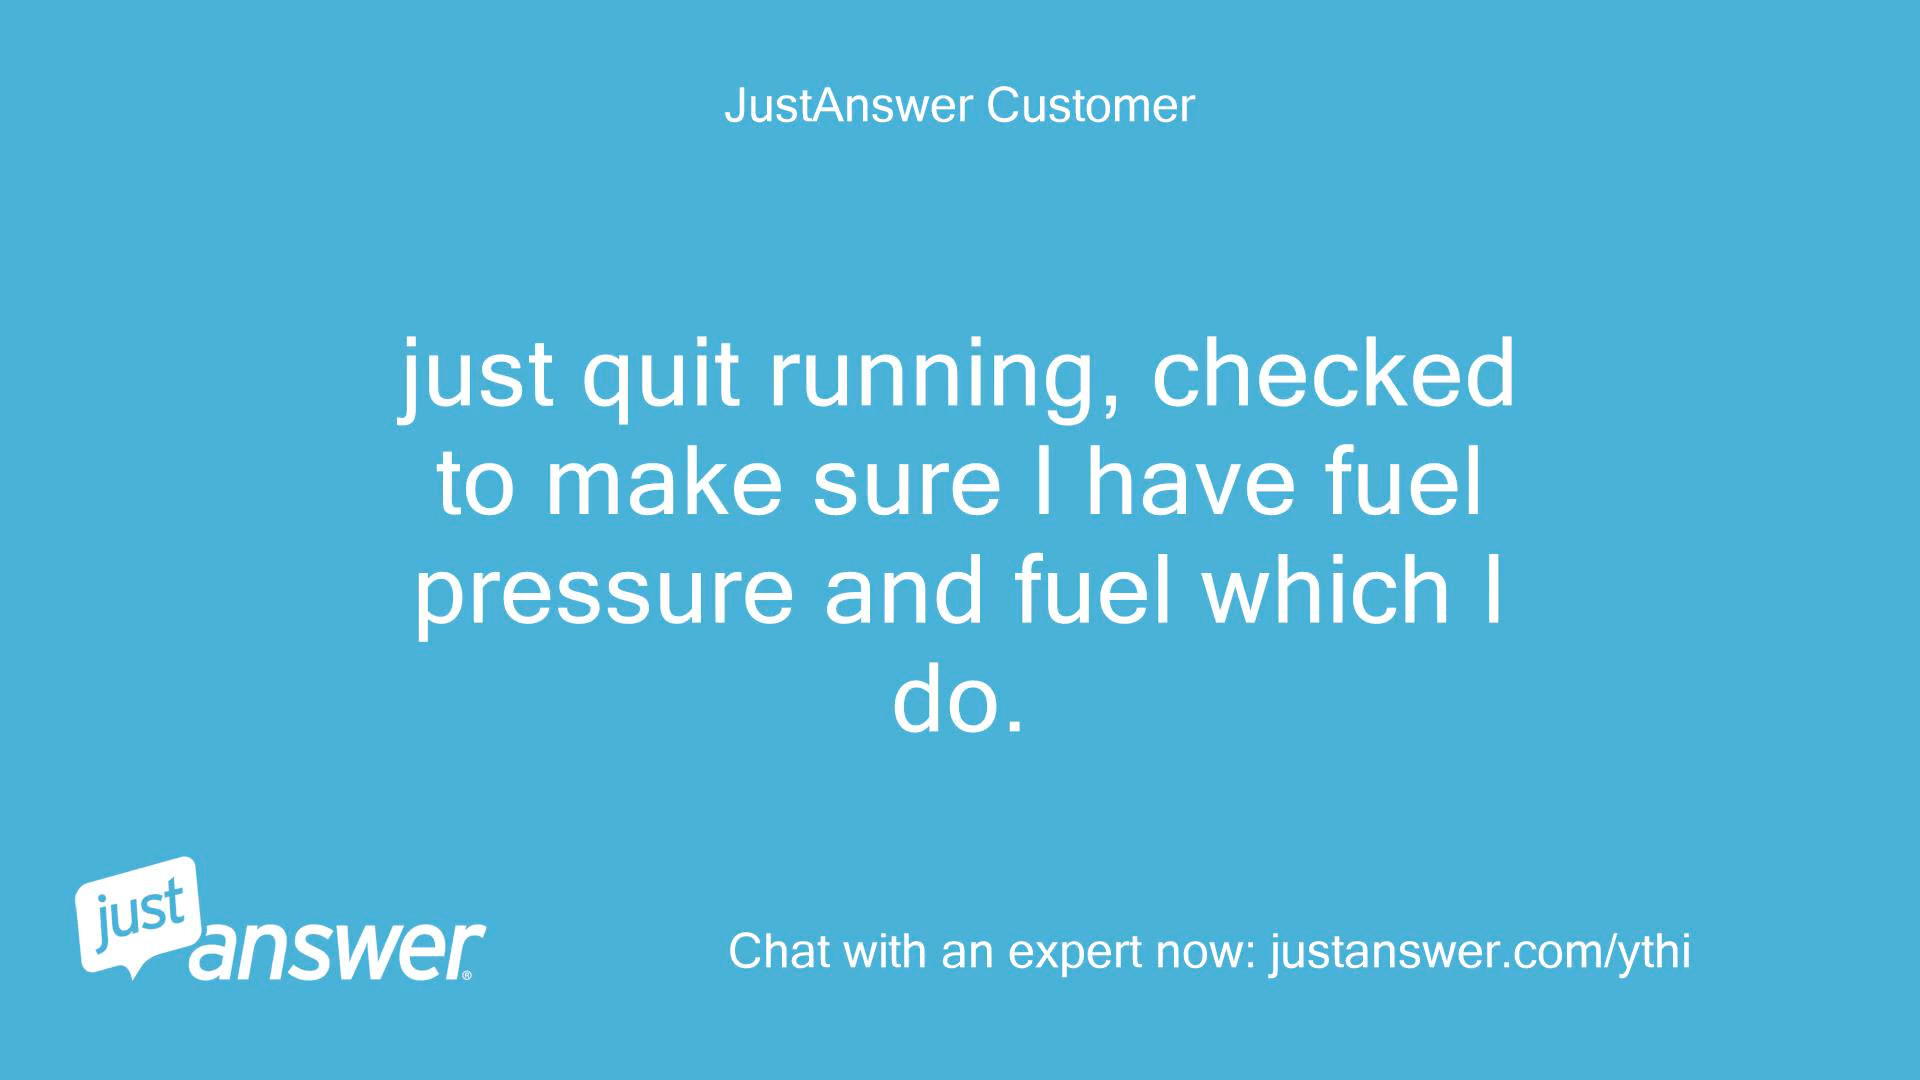 JustAnswer Customer
just quit running, checked
to make sure I have fuel
pressure and fuel which I
do.
just
answer®
Chat with an expert now: justanswer.com/ythi